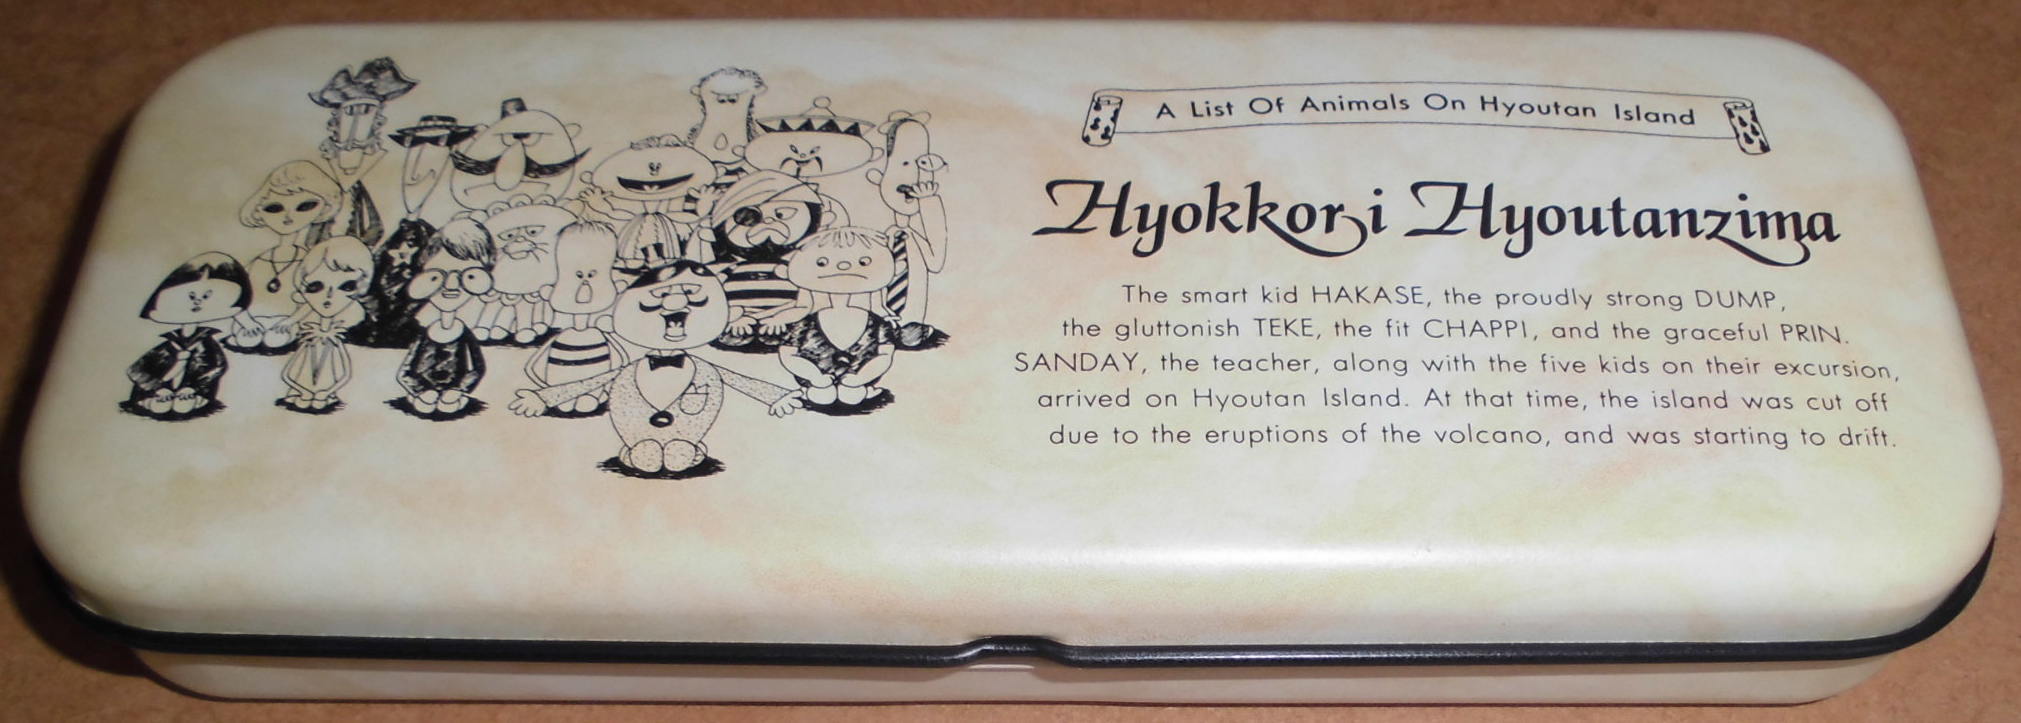 A List Of Animals On Hyoutan Island
Hyokkori Hyoutanzima
The smart kid HAKASE, the proudly strong DUMP,
the gluttonish TEKE, the fit CHAPPI, and the graceful PRIN.
SANDAY, the teacher, along with the five kids on their excursion,
arrived on Hyoutan Island. At that time, the island was cut off
due to the eruptions of the volcano, and was starting to drift.